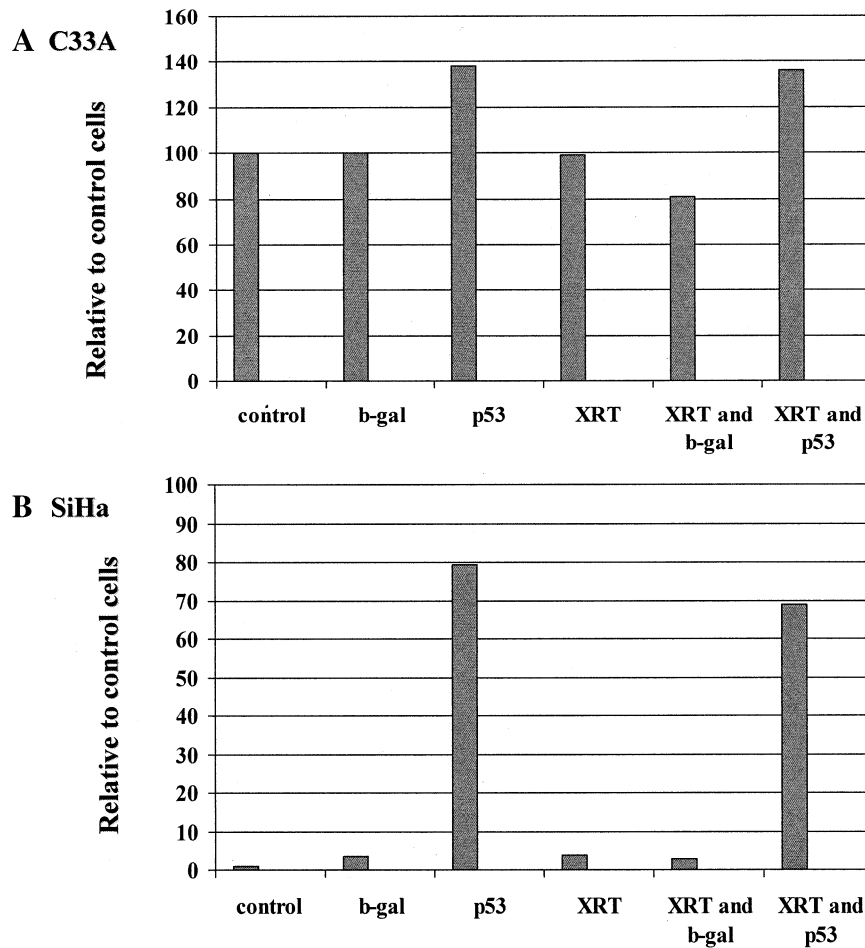 A C33A
Relative to control cells
160
140
120
100
80
60
40
20
0
control
b-gal
p53
XRT
XRT and
b-gal
XRT and
p53
B SiHa
Relative to control cells
100
90
80
70
60
50
40
30
20
10
0
control
b-gal
p53
XRT
XRT and
b-gal
XRT and
p53